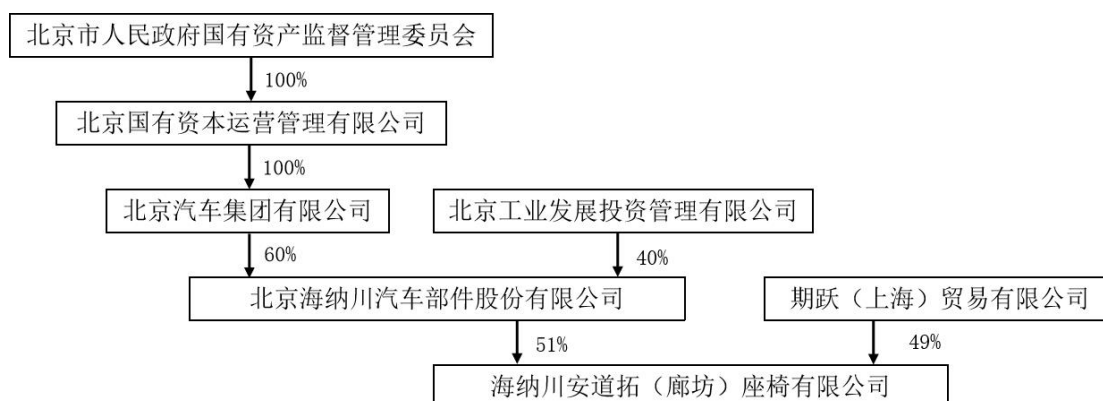 北京市人民政府国有资产监督管理委员会
100%
北京国有资本运营管理有限公司
100%
北京汽车集团有限公司
北京工业发展投资管理有限公司
60%
40%
北京海纳川汽车部件股份有限公司
期跃（上海）贸易有限公司
51%
49%
海纳川安道拓（廊坊）座椅有限公司